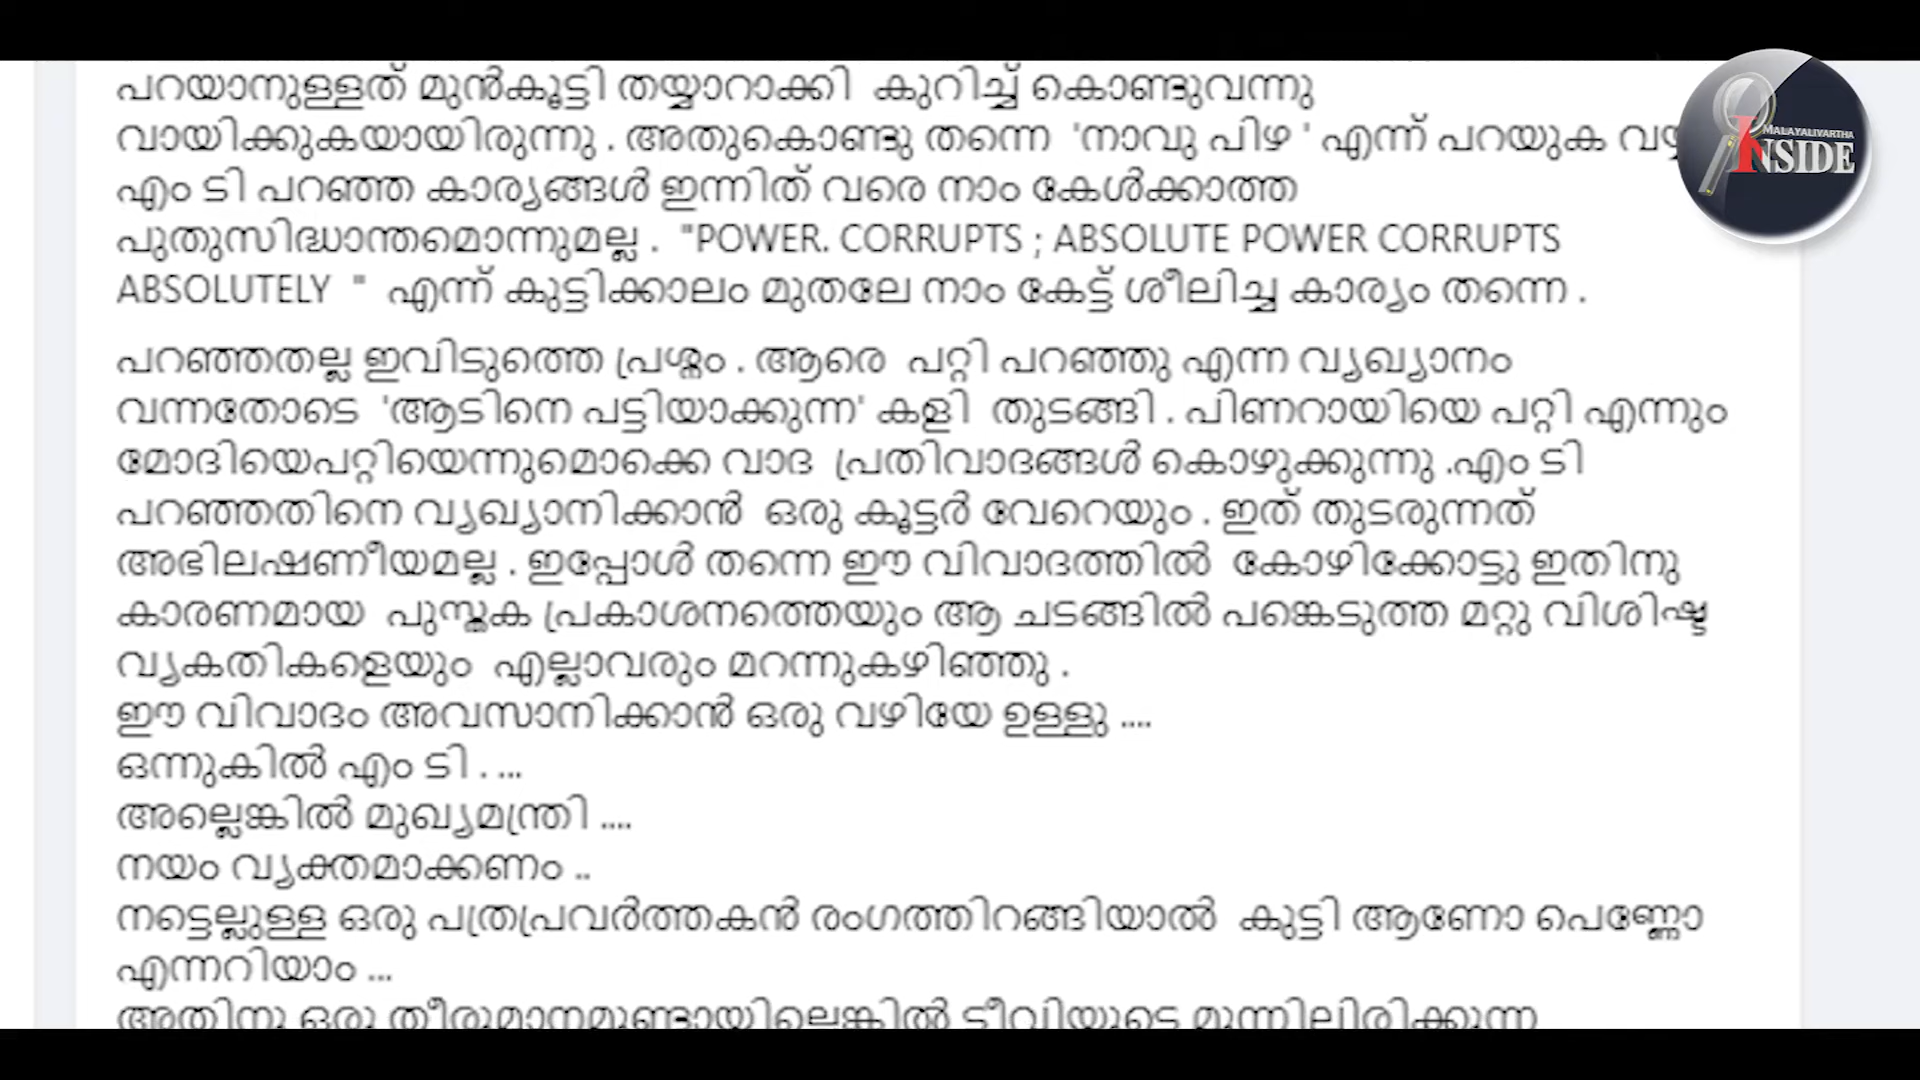 പറയാനുള്ളത് മുൻകൂട്ടി തയ്യാറാക്കി കുറിച്ച് കൊണ്ടുവന്നു
വായിക്കുകയായിരുന്നു . അതുകൊണ്ടു തന്നെ 'നാവു പിഴ ' എന്ന് പറയുക
എം ടി പറഞ്ഞ കാര്യങ്ങൾ ഇന്നിത് വരെ നാം കേൾക്കാത്ത
പുതുസിദ്ധാന്തമൊന്നുമല്ല . "POWER. CORRUPTS ; ABSOLUTE POWER CORRUPTS
ABSOLUTELY " എന്ന് കുട്ടിക്കാലം മുതലേ നാം കേട്ട് ശീലിച്ച കാര്യം തന്നെ .
പറഞ്ഞതല്ല ഇവിടുത്തെ പ്രശ്നം . ആരെ പറ്റി പറഞ്ഞു എന്ന വ്യഖ്യാനം
വന്നതോടെ 'ആടിനെ പട്ടിയാക്കുന്ന' കളി തുടങ്ങി . പിണറായിയെ പറ്റി എന്നും
മോദിയെപറ്റിയെന്നുമൊക്കെ വാദ പ്രതിവാദങ്ങൾ കൊഴുക്കുന്നു .എം ടി
പറഞ്ഞതിനെ വ്യഖ്യാനിക്കാൻ ഒരു കൂട്ടർ വേറെയും . ഇത് തുടരുന്നത്
അഭിലഷണീയമല്ല . ഇപ്പോൾ തന്നെ ഈ വിവാദത്തിൽ കോഴിക്കോട്ടു ഇതിനു
കാരണമായ പുസ്തക പ്രകാശനത്തെയും ആ ചടങ്ങിൽ പങ്കെടുത്ത മറ്റു വിശിഷ്ട
വ്യകതികളെയും എല്ലാവരും മറന്നുകഴിഞ്ഞു .
ഈ വിവാദം അവസാനിക്കാൻ ഒരു വഴിയേ ഉള്ളു ....
ഒന്നുകിൽ എം ടി . ...
അല്ലെങ്കിൽ മുഖ്യമന്ത്രി ....
നയം വ്യക്തമാക്കണം ..
നട്ടെല്ലുള്ള ഒരു പത്രപ്രവർത്തകൻ രംഗത്തിറങ്ങിയാൽ കുട്ടി ആണോ പെണ്ണോ
എന്നറിയാം ...
അതിനു ഒരു തീരുമാനമുണ്ടായില്ലെങ്കിൽ ടീവിയുടെ മുന്നിലിരിക്കുന്ന
MALAYALIVARTHA
INSIDE